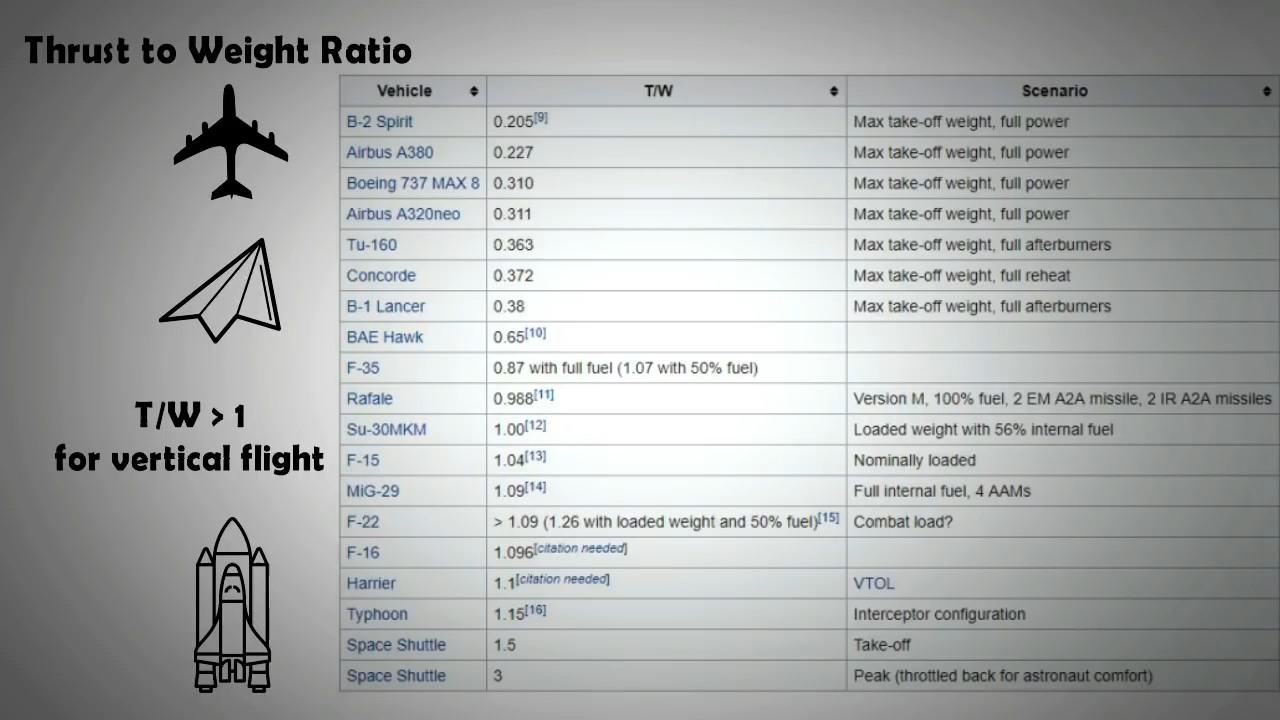 Thrust to Weight Ratio
Vehicle T/W Scenario
B-2 Spirit 0.205[9] Max take-off weight, full power
Airbus A380 0.227 Max take-off weight, full power
Boeing 737 MAX 8 0.310 Max take-off weight, full power
Airbus A320neo 0.311 Max take-off weight, full power
Tu-160 0.363 Max take-off weight, full afterburners
Concorde 0.372 Max take-off weight, full reheat
B-1 Lancer 0.38 Max take-off weight, full afterburners
BAE Hawk 0.65[10]
F-35 0.87 with full fuel (1.07 with 50% fuel)
Rafale 0.988[11] Version M, 100% fuel, 2 EM A2A missile, 2 IR A2A missiles
Su-30MKM 1.00[12] Loaded weight with 56% internal fuel
F-15 1.04[13] Nominally loaded
MiG-29 1.09[14] Full internal fuel, 4 AAMs
F-22 > 1.09 (1.26 with loaded weight and 50% fuel)[15] Combat load?
F-16 1.096[citation needed]
Harrier 1.1[citation needed] VTOL
Typhoon 1.15[16] Interceptor configuration
Space Shuttle 1.5 Take-off
Space Shuttle 3 Peak (throttled back for astronaut comfort)
T/W > 1
for vertical flight